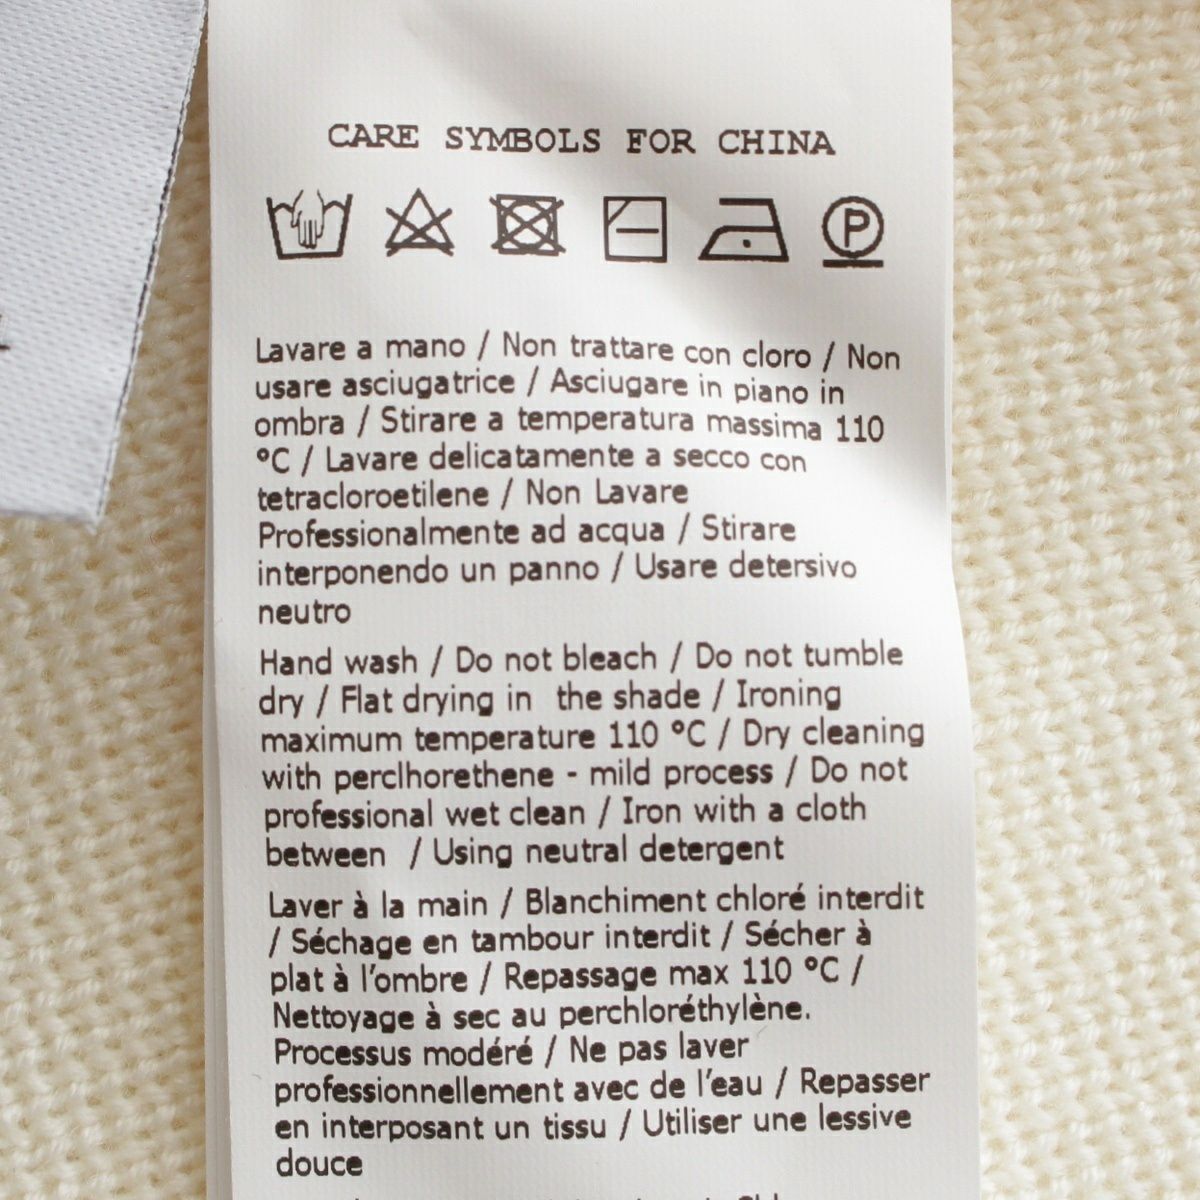 CARE SYMBOLS FOR CHINA
P
Lavare a mano / Non trattare con cloro / Non
usare asciugatrice / Asciugare in piano in
ombra / Stirare a temperatura massima 110
°C / Lavare delicatamente a secco con
tetracloroetilene / Non Lavare
Professionalmente ad acqua / Stirare
interponendo un panno / Usare detersivo
neutro
Hand wash / Do not bleach / Do not tumble
dry / Flat drying in the shade / Ironing
maximum temperature 110 °C / Dry cleaning
with perclhorethene - mild process / Do not
professional wet clean / Iron with a cloth
between / Using neutral detergent
Laver à la main / Blanchiment chloré interdit
/ Séchage en tambour interdit / Sécher à
plat à l'ombre / Repassage max 110 °C /
Nettoyage à sec au perchloréthylène.
Processus modéré / Ne pas laver
professionnellement avec de l'eau / Repasser
en interposant un tissu / Utiliser une lessive
douce